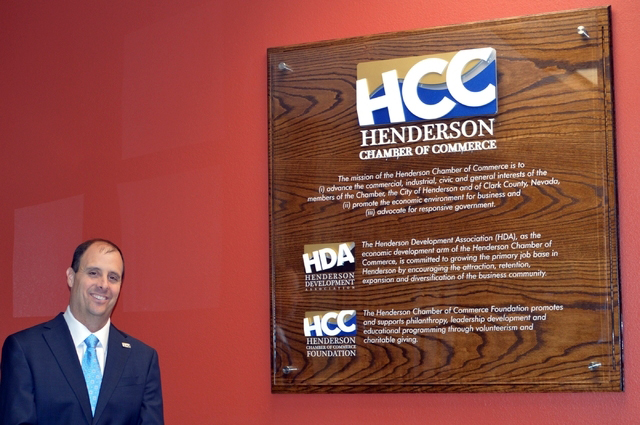 HCC
HENDERSON
CHAMBER OF COMMERCE
The mission of the Henderson Chamber of Commerce is to
(i) advance the commercial, industrial, civic and general interests of the
members of the Chamber, the City of Henderson and of Clark County, Nevada,
(ii) promote the economic environment for business and
(iii) advocate for responsive government.
HDA
HENDERSON
DEVELOPMENT
ASSOCIATION
The Henderson Development Association (HDA), as the
economic development arm of the Henderson Chamber of
Commerce, is committed to growing the primary job base in
Henderson by encouraging the attraction, retention,
expansion and diversification of the business community.
HCC
HENDERSON
CHAMBER OF COMMERCE
FOUNDATION
The Henderson Chamber of Commerce Foundation promotes
and supports philanthropy, leadership development and
educational programming through volunteerism and
charitable giving.